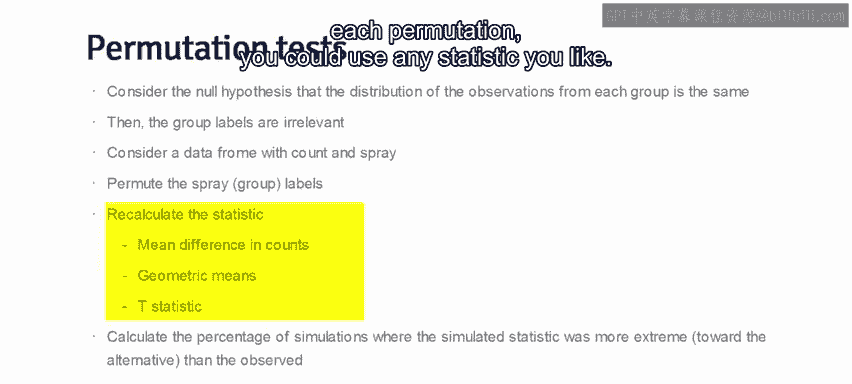 each permutation,
you could use any statistic you like.
Permutation tests
· Consider the null hypothesis that the distribution of the observations from each group is the same
· Then, the group labels are irrelevant
· Consider a data frome with count and spray
· Permute the spray (group) labels
· Recalculate the statistic
- Mean difference in counts
- Geometric means
- T statistic
· Calculate the percentage of simulations where the simulated statistic was more extreme (toward the
alternative) than the observed